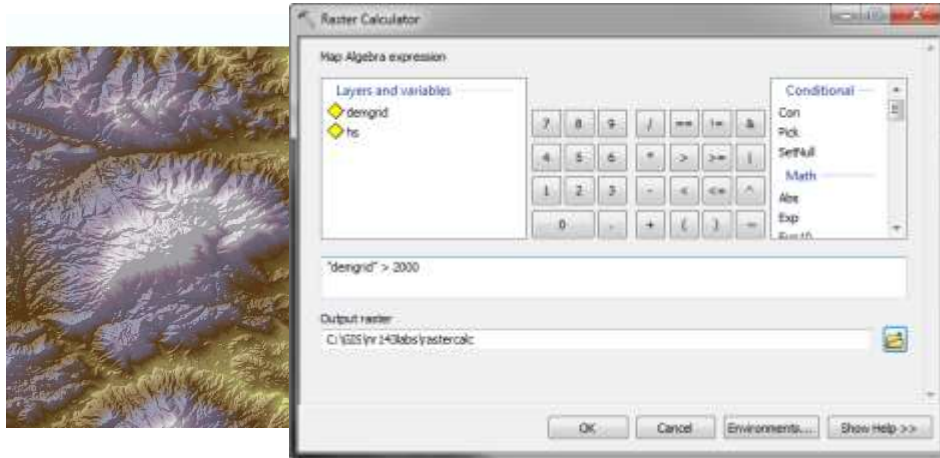 Raster Calculator
Map Algebra expression
Layers and variables
demgrid
hs
7 8 9 / == != &
4 5 6 * > >= |
1 2 3 - < <= ^
0 . + ( ) ~
Conditional
Con
Pick
SetNull
Math
Abs
Exp
"demgrid" > 2000
Output raster
OK
Cancel
Environments...
Show Help >>